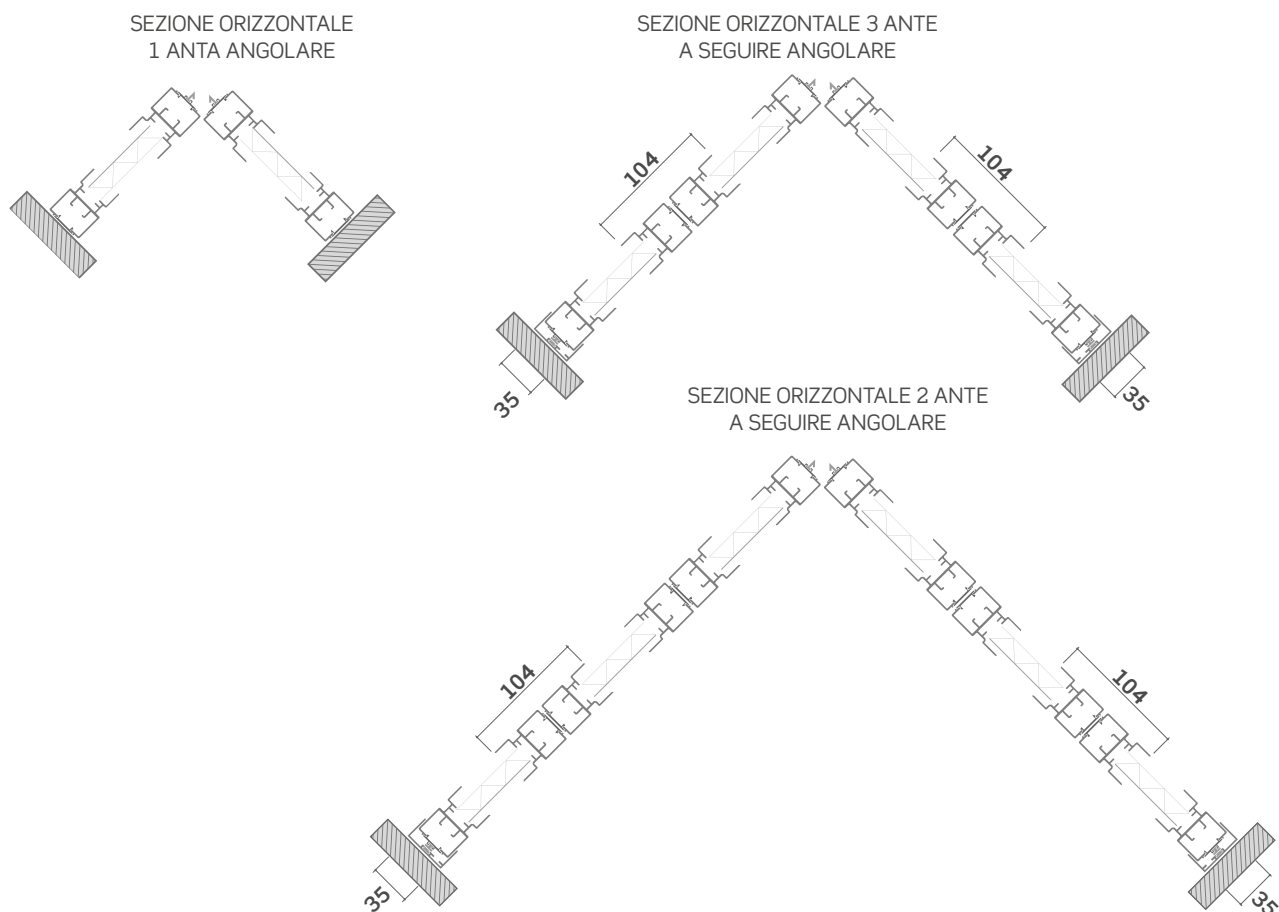 SEZIONE ORIZZONTALE
1 ANTA ANGOLARE
SEZIONE ORIZZONTALE 3 ANTE
A SEGUIRE ANGOLARE
104
104
35
35
SEZIONE ORIZZONTALE 2 ANTE
A SEGUIRE ANGOLARE
104
104
35
35